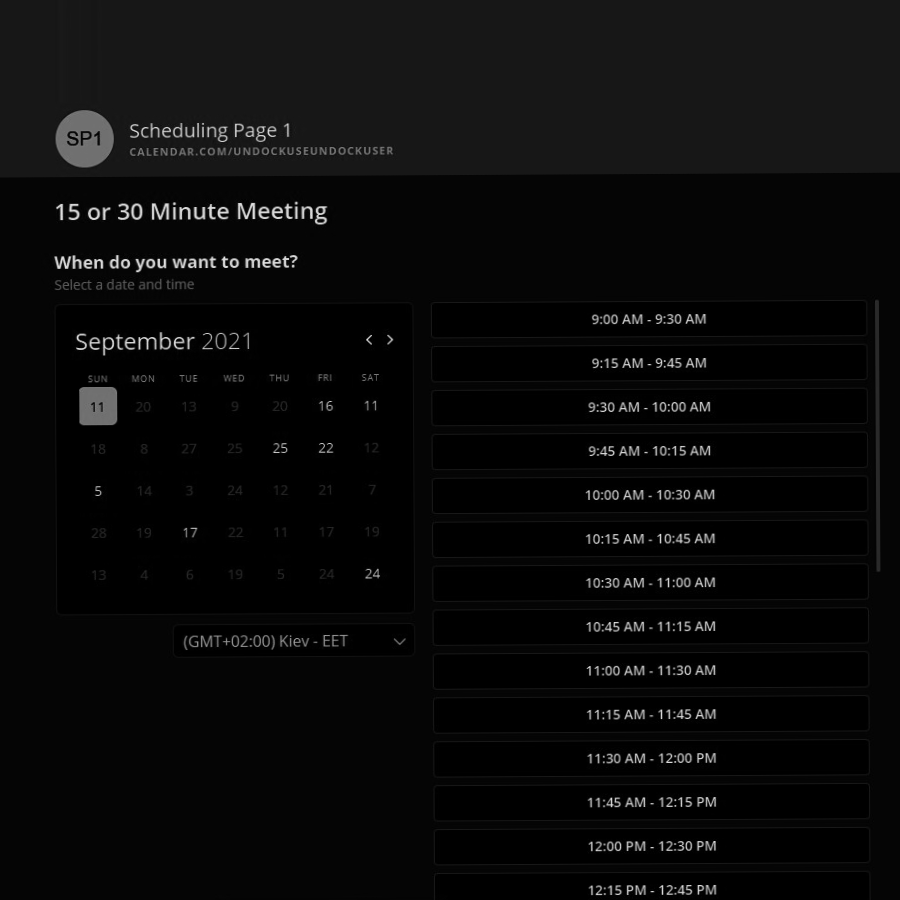 SP1
Scheduling Page 1
CALENDAR.COM/UNDOCKUSEUNDOCKUSER
15 or 30 Minute Meeting
When do you want to meet?
Select a date and time
September 2021
SUN MON TUE WED THU FRI SAT
11 20 13 9 20 16 11
18 8 27 25 25 22 12
5 14 3 24 12 21 7
28 19 17 22 11 17 19
13 4 6 19 5 24 24
(GMT+02:00) Kiev - EET
9:00 AM - 9:30 AM
9:15 AM - 9:45 AM
9:30 AM - 10:00 AM
9:45 AM - 10:15 AM
10:00 AM - 10:30 AM
10:15 AM - 10:45 AM
10:30 AM - 11:00 AM
10:45 AM - 11:15 AM
11:00 AM - 11:30 AM
11:15 AM - 11:45 AM
11:30 AM - 12:00 PM
11:45 AM - 12:15 PM
12:00 PM - 12:30 PM
12:15 PM - 12:45 PM